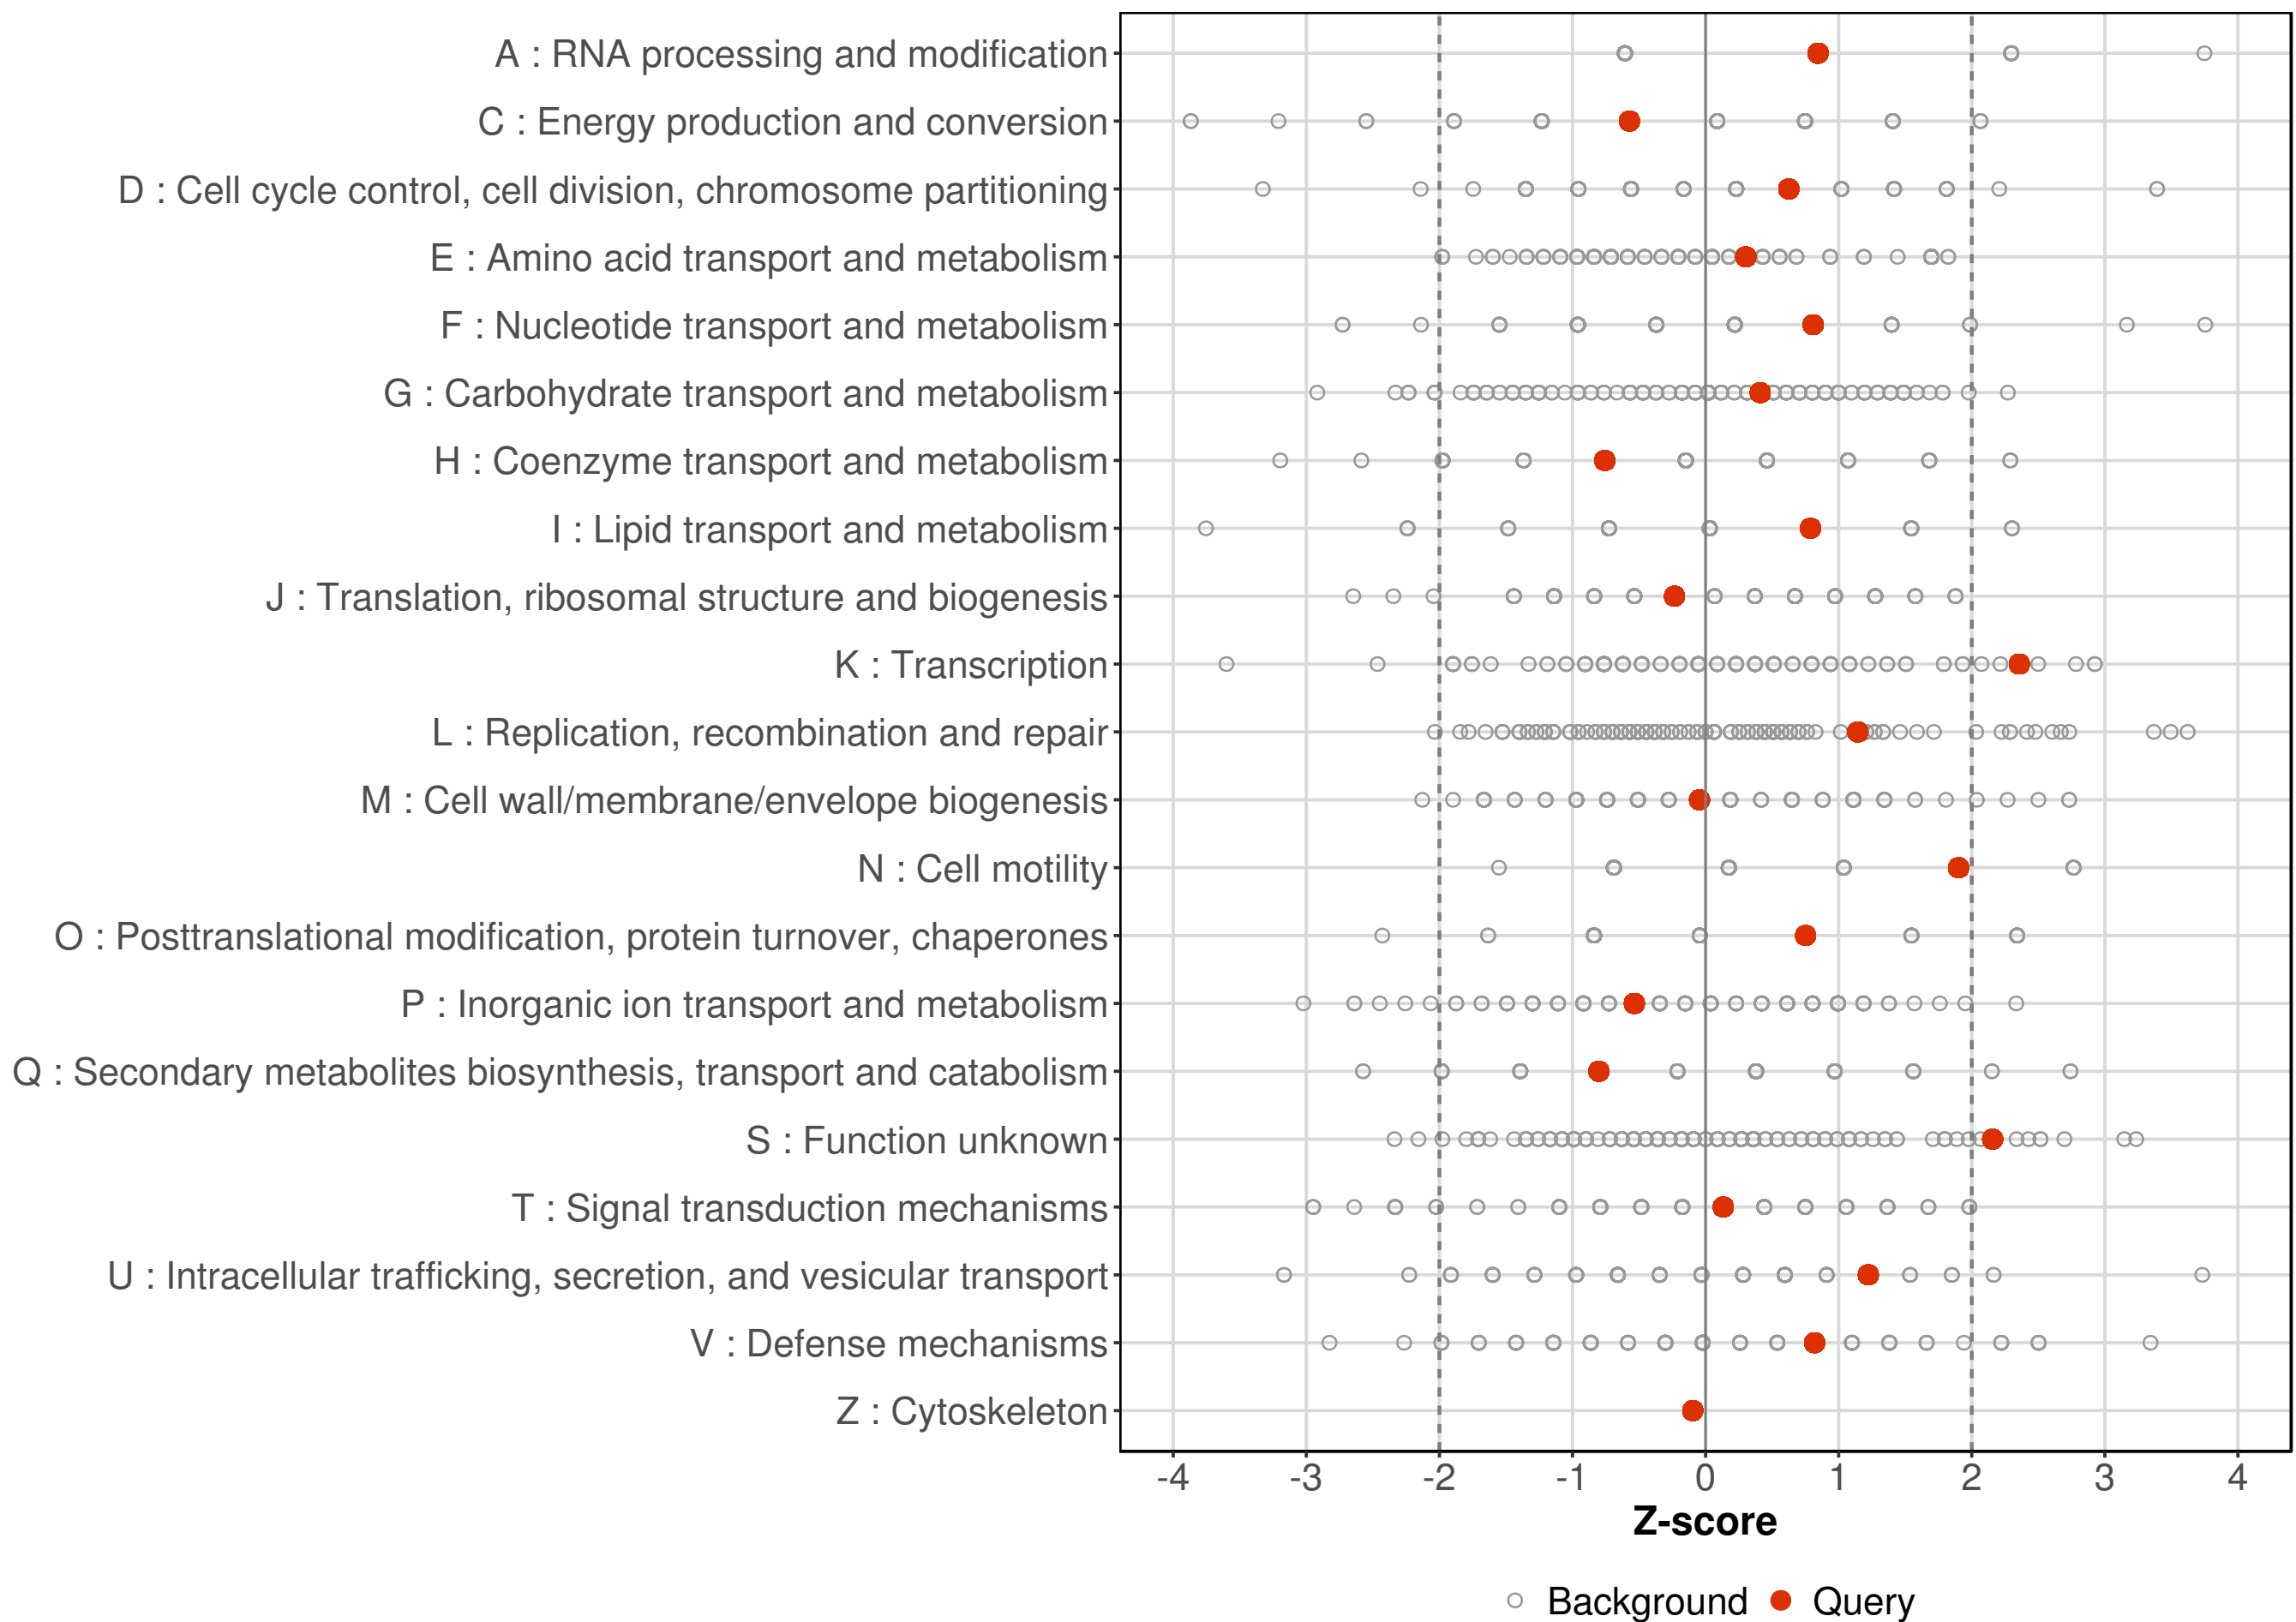 A : RNA processing and modification
C : Energy production and conversion
D : Cell cycle control, cell division, chromosome partitioning
E : Amino acid transport and metabolism
F : Nucleotide transport and metabolism
G : Carbohydrate transport and metabolism
H : Coenzyme transport and metabolism
I : Lipid transport and metabolism
J : Translation, ribosomal structure and biogenesis
K : Transcription
L : Replication, recombination and repair
M : Cell wall/membrane/envelope biogenesis
N : Cell motility
O : Posttranslational modification, protein turnover, chaperones
P : Inorganic ion transport and metabolism
Q : Secondary metabolites biosynthesis, transport and catabolism
S : Function unknown
T : Signal transduction mechanisms
U : Intracellular trafficking, secretion, and vesicular transport
V : Defense mechanisms
Z : Cytoskeleton
-4 -3 -2 -1 0 1 2 3 4
Z-score
Background Query